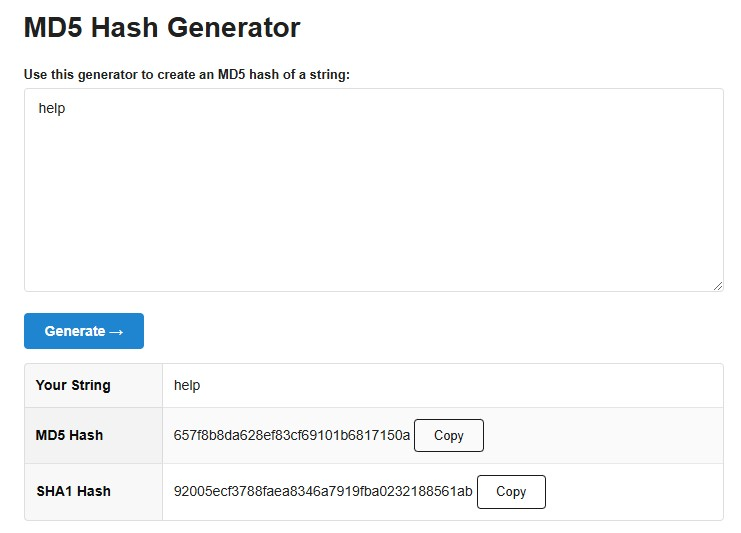 MD5 Hash Generator
Use this generator to create an MD5 hash of a string:
help
Generate →
Your String help
MD5 Hash 657f8b8da628ef83cf69101b6817150a Copy
SHA1 Hash 92005ecf3788faea8346a7919fba0232188561ab Copy